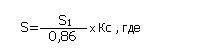 S= S₁ / 0,86 x Кс , где